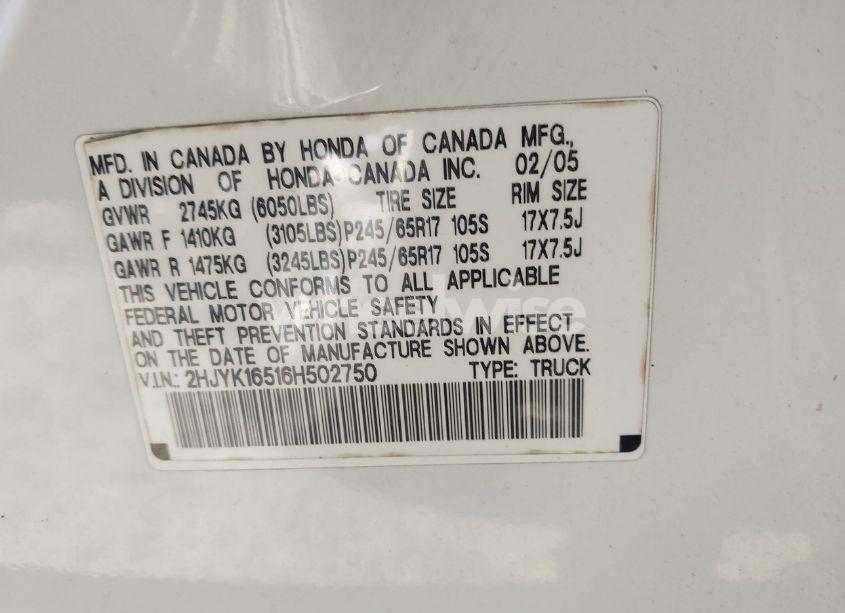 MFD. IN CANADA BY HONDA OF CANADA MFG.,
A DIVISION OF HONDA CANADA INC. 02/05
GVWR 2745KG (6050LBS) TIRE SIZE RIM SIZE
GAWR F 1410KG (3105LBS)P245/65R17 105S 17X7.5J
GAWR R 1475KG (3245LBS)P245/65R17 105S 17X7.5J
THIS VEHICLE CONFORMS TO ALL APPLICABLE
FEDERAL MOTOR VEHICLE SAFETY
AND THEFT PREVENTION STANDARDS IN EFFECT
ON THE DATE OF MANUFACTURE SHOWN ABOVE.
V.I.N.: 2HJYK16516H502750 TYPE: TRUCK